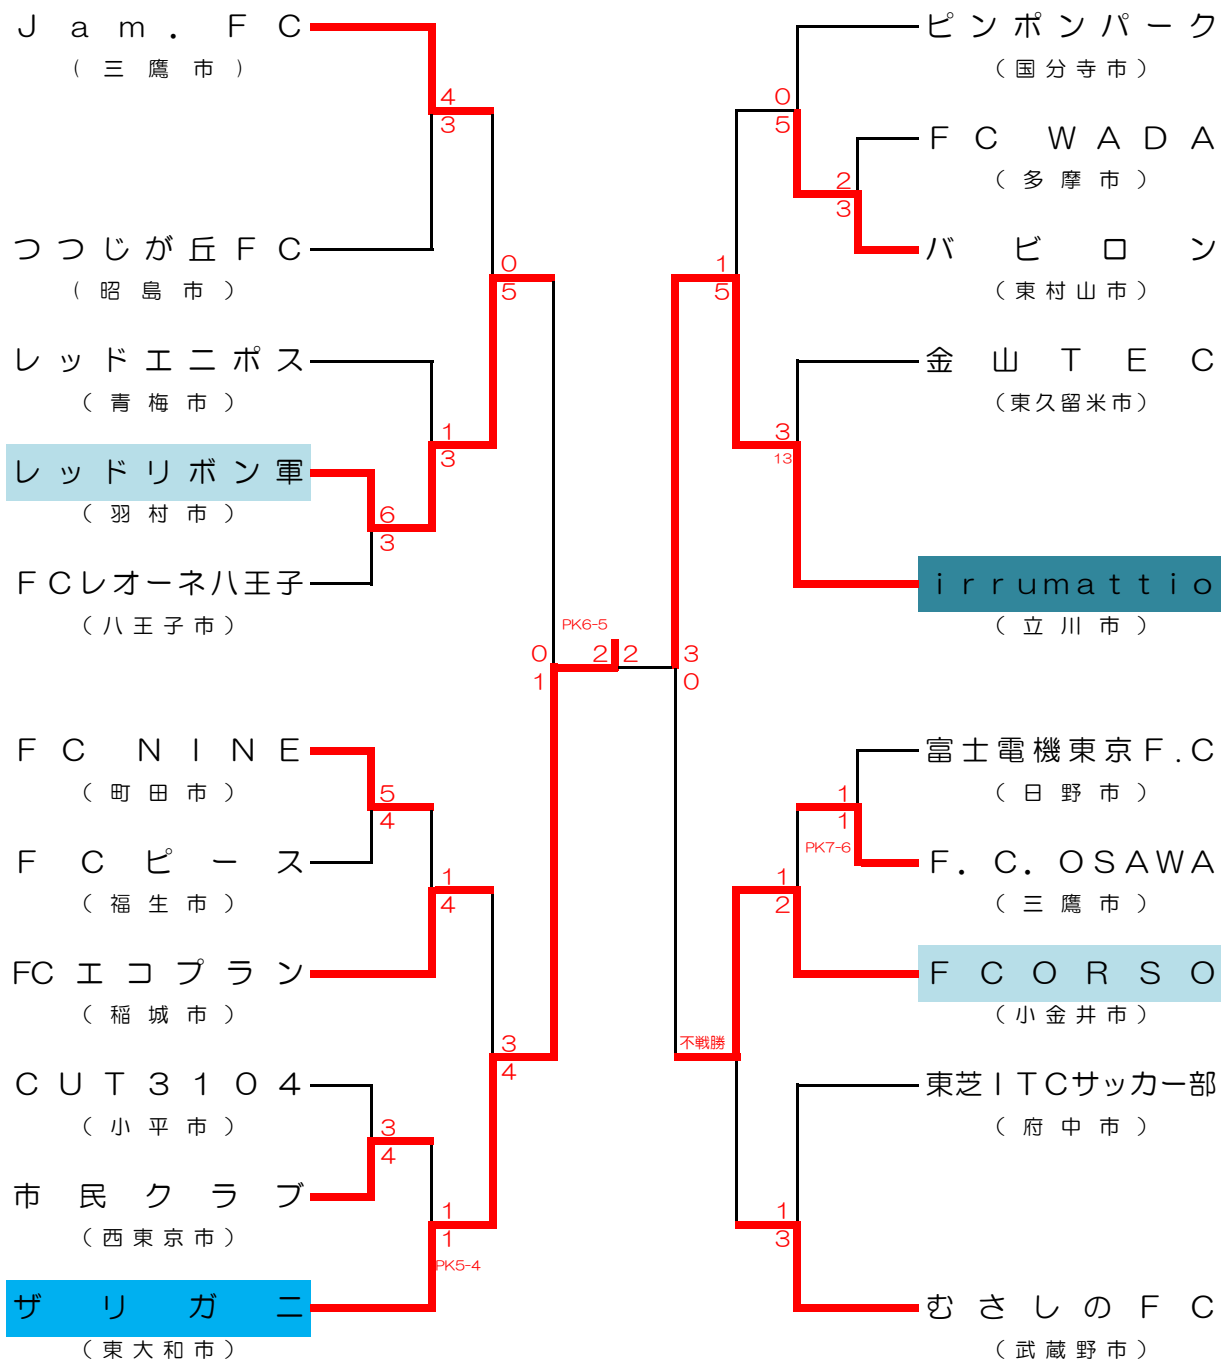 Ｊａｍ．ＦＣ
（三鷹市）
つつじが丘ＦＣ
（昭島市）
レッドエニポス
（青梅市）
レッドリボン軍
（羽村市）
ＦＣレオーネ八王子
（八王子市）
ＦＣ ＮＩＮＥ
（町田市）
ＦＣピース
（福生市）
FCエコプラン
（稲城市）
ＣＵＴ３１０４
（小平市）
市民クラブ
（西東京市）
ザリガニ
（東大和市）
4
3
0
5
1
3
6
3
5
4
1
4
3
4
3
4
1
1
PK5-4
0
1
PK6-5
2
2
3
0
0
5
2
3
1
5
3
13
1
1
PK7-6
1
2
不戦勝
1
3
ピンポンパーク
（国分寺市）
ＦＣ ＷＡＤＡ
（多摩市）
バビロン
（東村山市）
金山ＴＥＣ
（東久留米市）
ｉｒｒｕｍａｔｔｉｏ
（立川市）
富士電機東京Ｆ.Ｃ
（日野市）
Ｆ．Ｃ．ＯＳＡＷＡ
（三鷹市）
ＦＣＯＲＳＯ
（小金井市）
東芝ＩＴＣサッカー部
（府中市）
むさしのＦＣ
（武蔵野市）